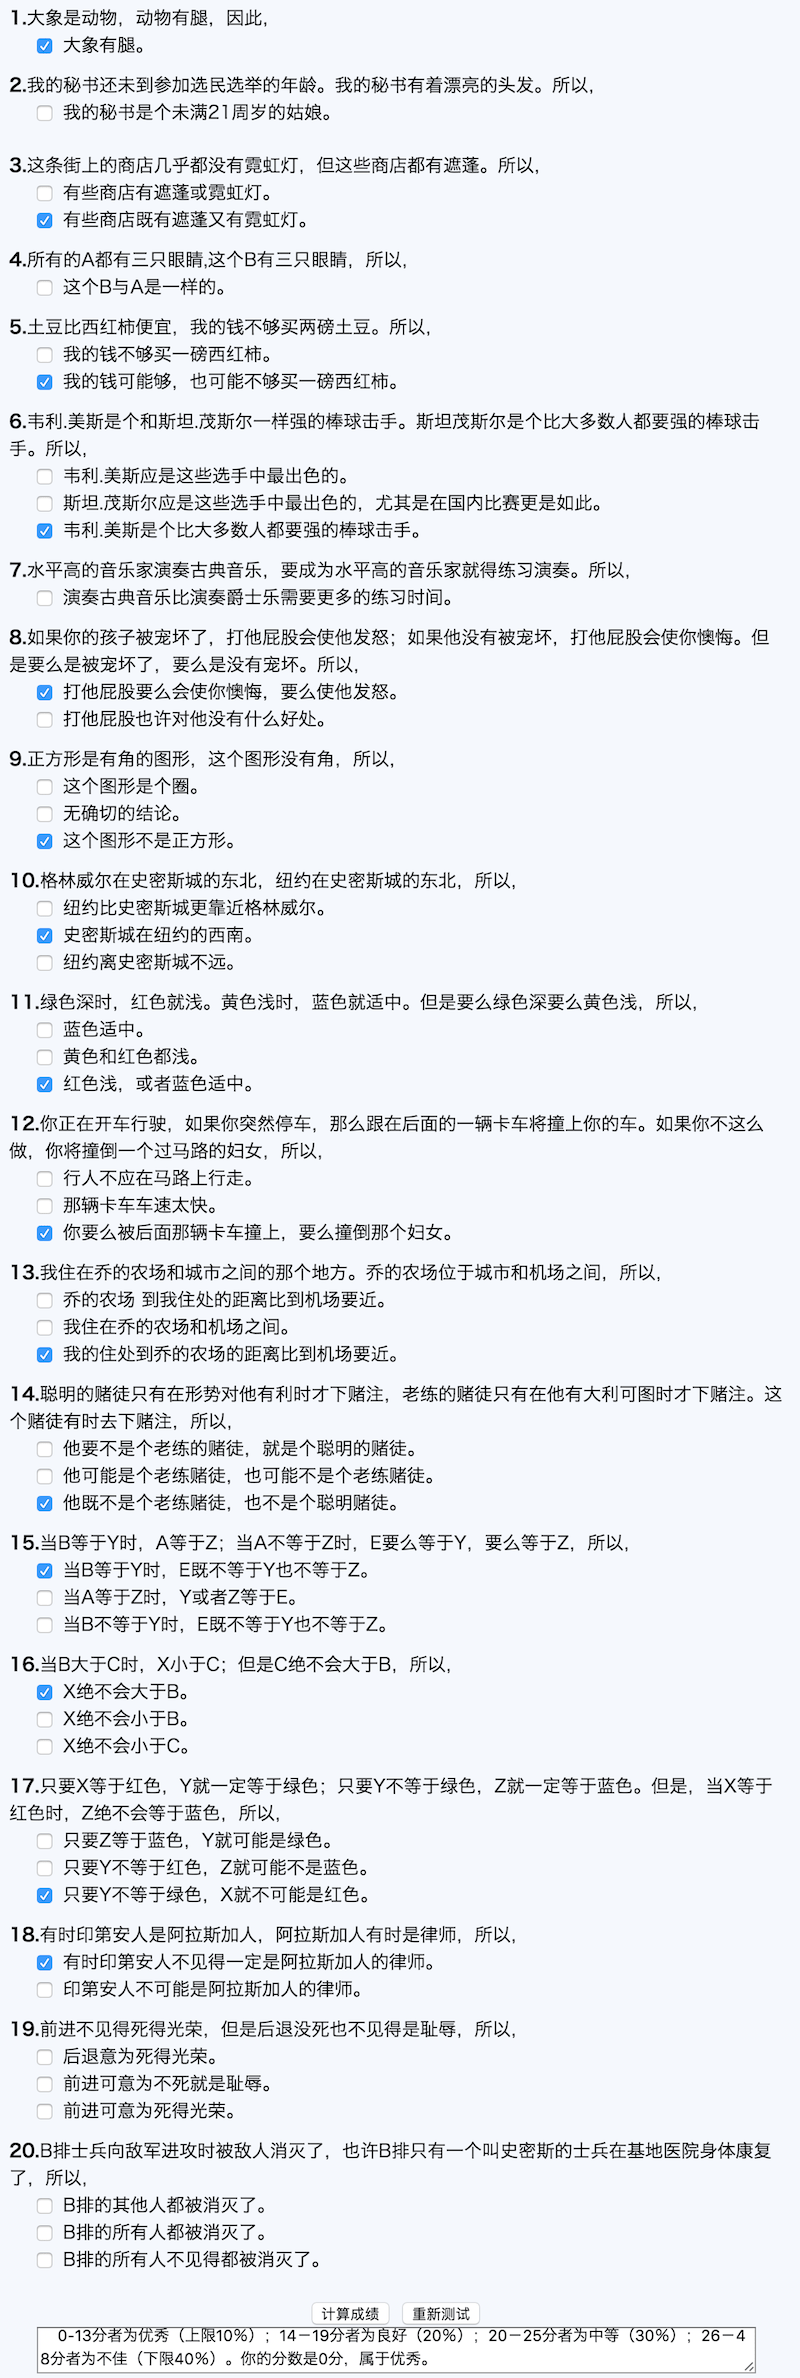 1.大象是动物，动物有腿，因此，
大象有腿。
2.我的秘书还未到参加选民选举的年龄。我的秘书有着漂亮的头发。所以，
我的秘书是个未满21周岁的姑娘。
3.这条街上的商店几乎都没有霓虹灯，但这些商店都有遮蓬。所以，
有些商店有遮蓬或霓虹灯。
有些商店既有遮蓬又有霓虹灯。
4.所有的A都有三只眼睛,这个B有三只眼睛，所以，
这个B与A是一样的。
5.土豆比西红柿便宜，我的钱不够买两磅土豆。所以，
我的钱不够买一磅西红柿。
我的钱可能够，也可能不够买一磅西红柿。
6.韦利.美斯是个和斯坦.茂斯尔一样强的棒球击手。斯坦茂斯尔是个比大多数人都要强的棒球击
手。所以，
韦利.美斯应是这些选手中最出色的。
斯坦.茂斯尔应是这些选手中最出色的，尤其是在国内比赛更是如此。
韦利.美斯是个比大多数人都要强的棒球击手。
7.水平高的音乐家演奏古典音乐，要成为水平高的音乐家就得练习演奏。所以，
演奏古典音乐比演奏爵士乐需要更多的练习时间。
8.如果你的孩子被宠坏了，打他屁股会使他发怒；如果他没有被宠坏，打他屁股会使你懊悔。但
是要么是被宠坏了，要么是没有宠坏。所以，
打他屁股要么会使你懊悔，要么使他发怒。
打他屁股也许对他没有什么好处。
9.正方形是有角的图形，这个图形没有角，所以，
这个图形是个圈。
无确切的结论。
这个图形不是正方形。
10.格林威尔在史密斯城的东北，纽约在史密斯城的东北，所以，
纽约比史密斯城更靠近格林威尔。
史密斯城在纽约的西南。
纽约离史密斯城不远。
11.绿色深时，红色就浅。黄色浅时，蓝色就适中。但是要么绿色深要么黄色浅，所以，
蓝色适中。
黄色和红色都浅。
红色浅，或者蓝色适中。
12.你正在开车行驶，如果你突然停车，那么跟在后面的一辆卡车将撞上你的车。如果你不这么
做，你将撞倒一个过马路的妇女，所以，
行人不应在马路上行走。
那辆卡车车速太快。
你要么被后面那辆卡车撞上，要么撞倒那个妇女。
13.我住在乔的农场和城市之间的那个地方。乔的农场位于城市和机场之间，所以，
乔的农场 到我住处的距离比到机场要近。
我住在乔的农场和机场之间。
我的住处到乔的农场的距离比到机场要近。
14.聪明的赌徒只有在形势对他有利时才下赌注，老练的赌徒只有在他有大利可图时才下赌注。这
个赌徒有时去下赌注，所以，
他要不是个老练的赌徒，就是个聪明的赌徒。
他可能是个老练赌徒，也可能不是个老练赌徒。
他既不是个老练赌徒，也不是个聪明赌徒。
15.当B等于Y时，A等于Z；当A不等于Z时，E要么等于Y，要么等于Z，所以，
当B等于Y时，E既不等于Y也不等于Z。
当A等于Z时，Y或者Z等于E。
当B不等于Y时，E既不等于Y也不等于Z。
16.当B大于C时，X小于C；但是C绝不会大于B，所以，
X绝不会大于B。
X绝不会小于B。
X绝不会小于C。
17.只要X等于红色，Y就一定等于绿色；只要Y不等于绿色，Z就一定等于蓝色。但是，当X等于
红色时，Z绝不会等于蓝色，所以，
只要Z等于蓝色，Y就可能是绿色。
只要Y不等于红色，Z就可能不是蓝色。
只要Y不等于绿色，X就不可能是红色。
18.有时印第安人是阿拉斯加人，阿拉斯加人有时是律师，所以，
有时印第安人不见得一定是阿拉斯加人的律师。
印第安人不可能是阿拉斯加人的律师。
19.前进不见得死得光荣，但是后退没死也不见得是耻辱，所以，
后退意为死得光荣。
前进可意为不死就是耻辱。
前进可意为死得光荣。
20.B排士兵向敌军进攻时被敌人消灭了，也许B排只有一个叫史密斯的士兵在基地医院身体康复
了，所以，
B排的其他人都被消灭了。
B排的所有人都被消灭了。
B排的所有人不见得都被消灭了。
计算成绩 重新测试
0-13分者为优秀（上限10%）；14－19分者为良好（20%）；20－25分者为中等（30%）；26－4
8分者为不佳（下限40%）。你的分数是0分，属于优秀。